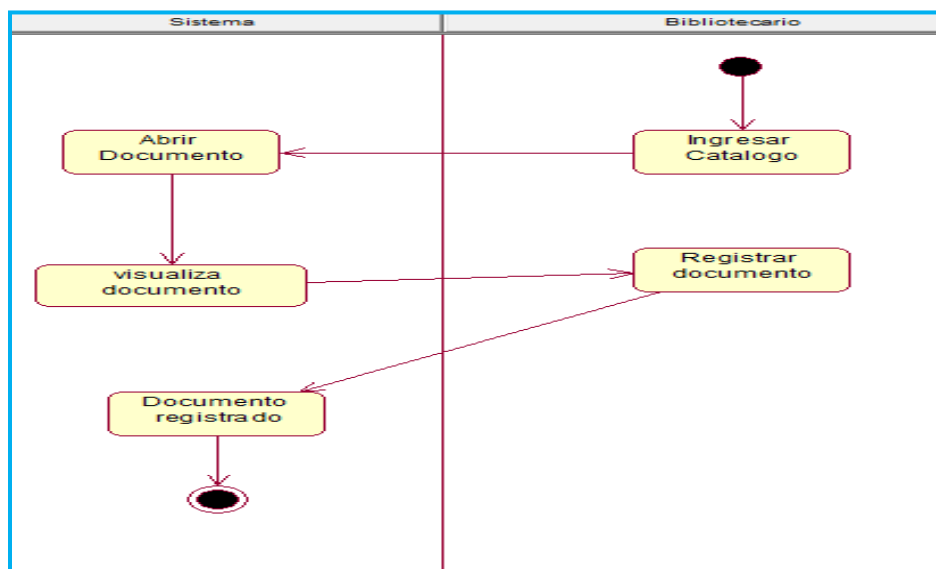 Sistema
Bibliotecario
Abrir
Documento
Ingresar
Catalogo
visualiza
documento
Registrar
documento
Documento
registrado